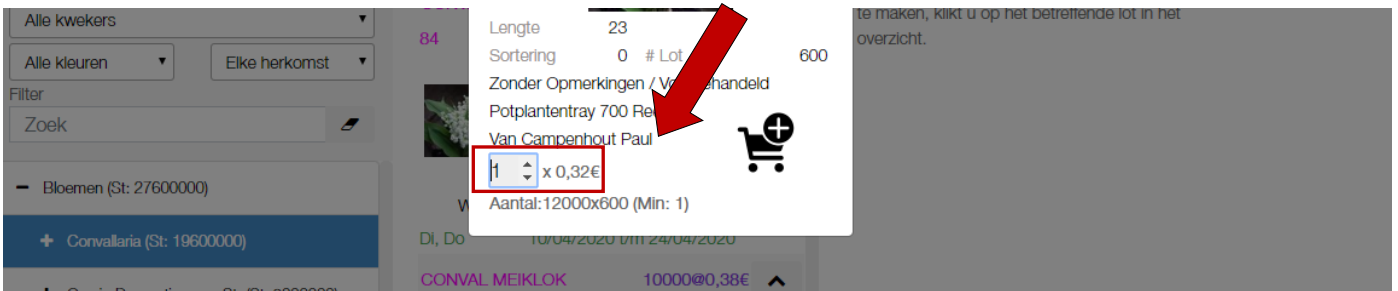 Alle kwekers
Alle kleuren
Elke herkomst
Filter
Zoek
Bloemen (St: 27600000)
Convallaria (St: 19600000)
84
DI, Do
10/04/2020 t/m 24/04/2020
CONVAL MEIKLOK
10000@0,38€
Lengte 23
Sortering 0 # Lot 600
Zonder Opmerkingen /
Potplantentray 700
Van Campenhout Paul
1 x 0,32€
Aantal:12000x600 (Min: 1)
te maken, klikt u op het betreffende lot in het
overzicht.